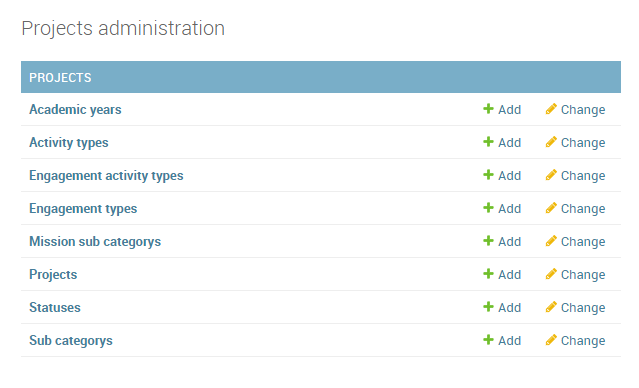 Projects administration
PROJECTS
Academic years Add Change
Activity types Add Change
Engagement activity types Add Change
Engagement types Add Change
Mission sub categorys Add Change
Projects Add Change
Statuses Add Change
Sub categorys Add Change